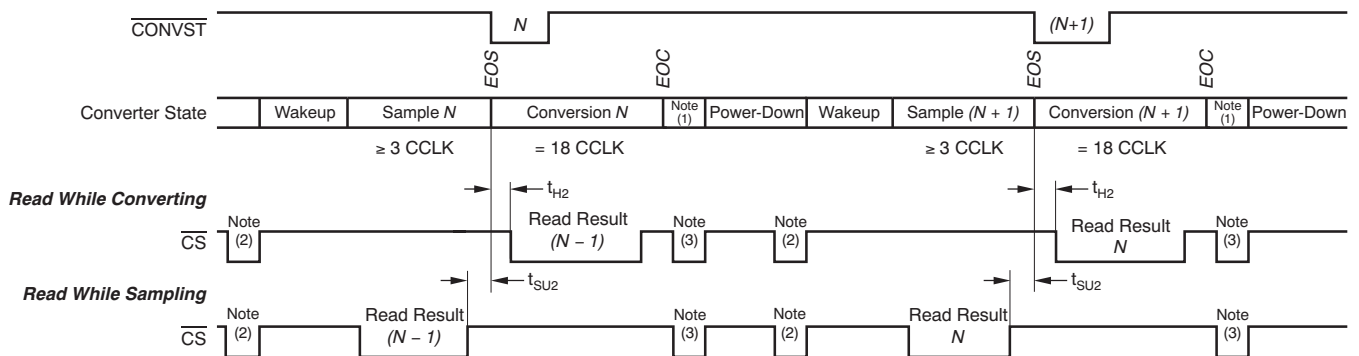 CONVST N (N+1)
EOS EOC EOS EOC
Converter State Wakeup Sample N Conversion N Note (1) Power-Down Wakeup Sample (N + 1) Conversion (N + 1) Note (1) Power-Down
≥ 3 CCLK = 18 CCLK ≥ 3 CCLK = 18 CCLK
tH2 tH2
Read While Converting
CS Note (2) Read Result (N − 1) Note (3) Note (2) Read Result N Note (3)
tSU2 tSU2
Read While Sampling
CS Note (2) Read Result (N − 1) Note (3) Note (2) Read Result N Note (3)